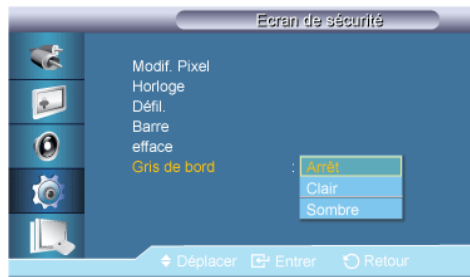 Ecran de sécurité
Modif. Pixel
Horloge
Défil.
Barre
efface
Gris de bord : Arrêt
Clair
Sombre
Déplacer Entrer Retour